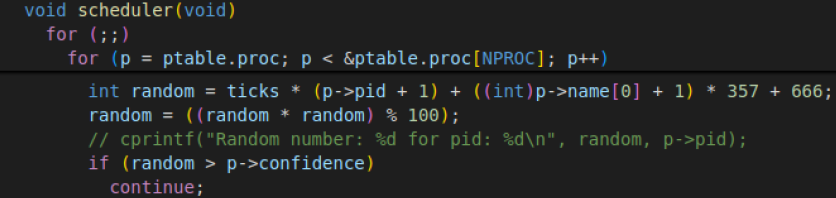 void scheduler(void)
for (;;)
for (p = ptable.proc; p < &ptable.proc[NPROC]; p++)
int random = ticks * (p->pid + 1) + ((int)p->name[0] + 1) * 357 + 666;
random = ((random * random) % 100);
// cprintf("Random number: %d for pid: %d\n", random, p->pid);
if (random > p->confidence)
continue;